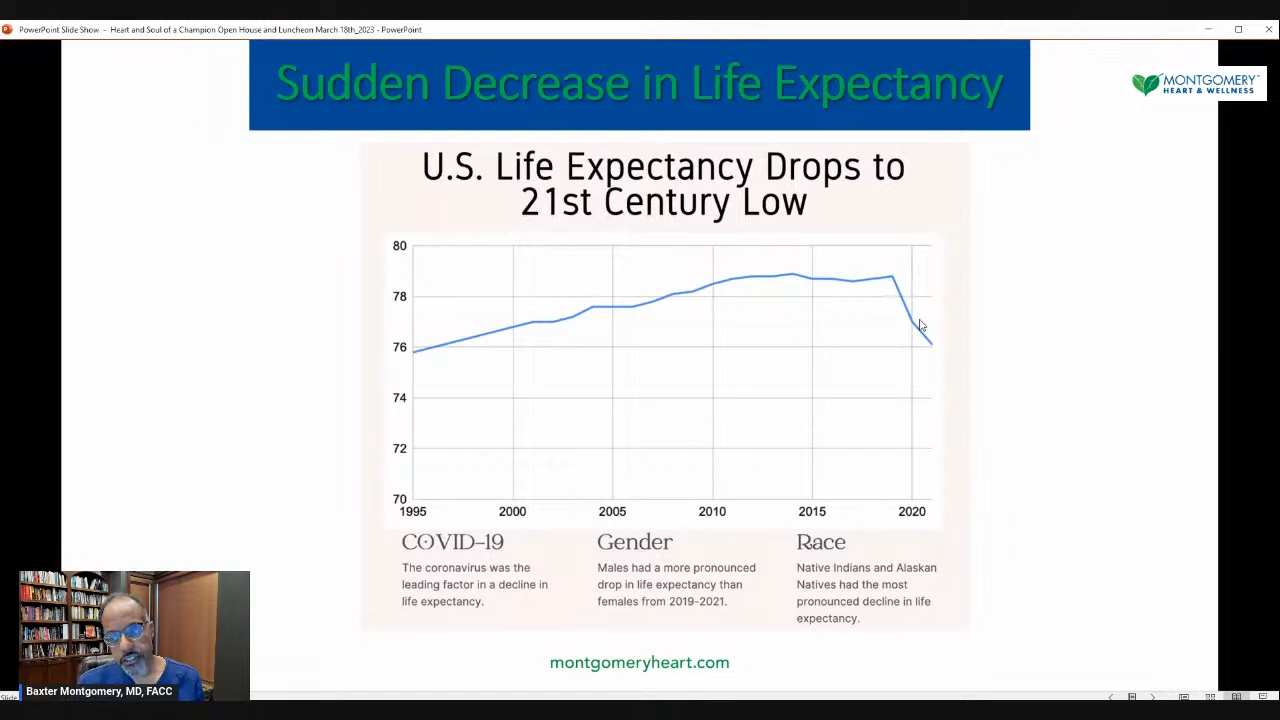 PowerPoint Slide Show - Heart and Soul of a Champion Open House and Luncheon March 18th_2023 - PowerPoint
Sudden Decrease in Life Expectancy
MONTGOMERY™
HEART & WELLNESS
U.S. Life Expectancy Drops to
21st Century Low
80
78
76
74
72
70
1995 2000 2005 2010 2015 2020
COVID-19
The coronavirus was the
leading factor in a decline in
life expectancy.
Gender
Males had a more pronounced
drop in life expectancy than
females from 2019-2021.
Race
Native Indians and Alaskan
Natives had the most
pronounced decline in life
expectancy.
montgomeryheart.com
Baxter Montgomery, MD, FACC
Slide